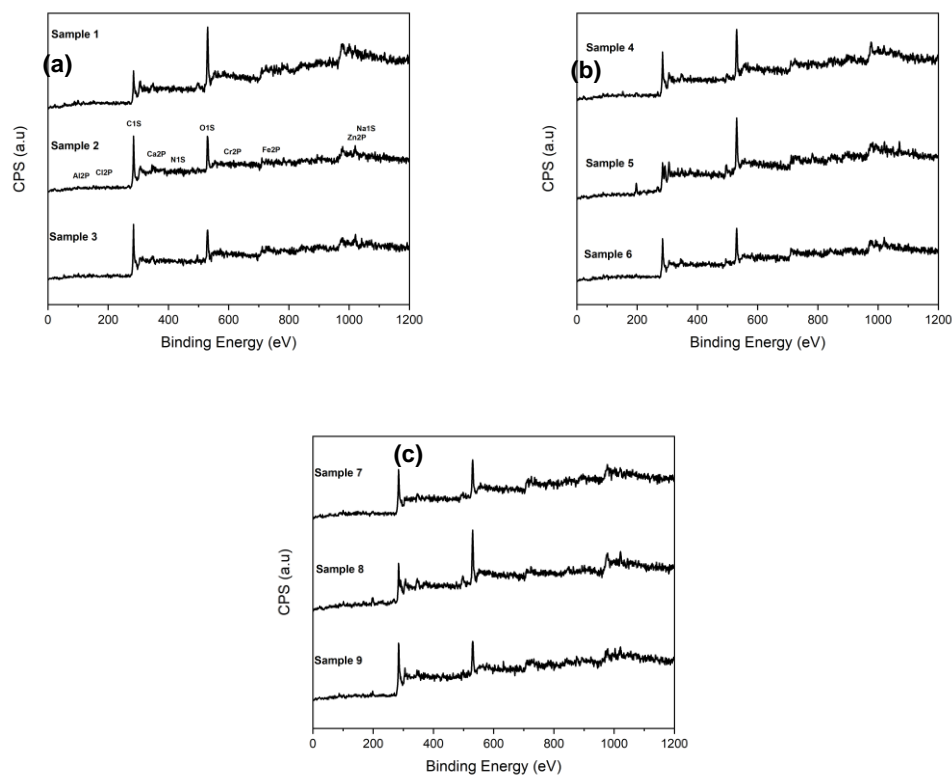 Sample 1
(a)
C1S
O1S
Na1S
Zn2P
Sample 2
Ca2P
N1S
Cr2P
Fe2P
Al2P
Cl2P
Sample 3
CPS (a.u)
0 200 400 600 800 1000 1200
Binding Energy (eV)
Sample 4
(b)
Sample 5
Sample 6
CPS (a.u)
0 200 400 600 800 1000 1200
Binding Energy (eV)
(c)
Sample 7
Sample 8
Sample 9
CPS (a.u)
0 200 400 600 800 1000 1200
Binding Energy (eV)